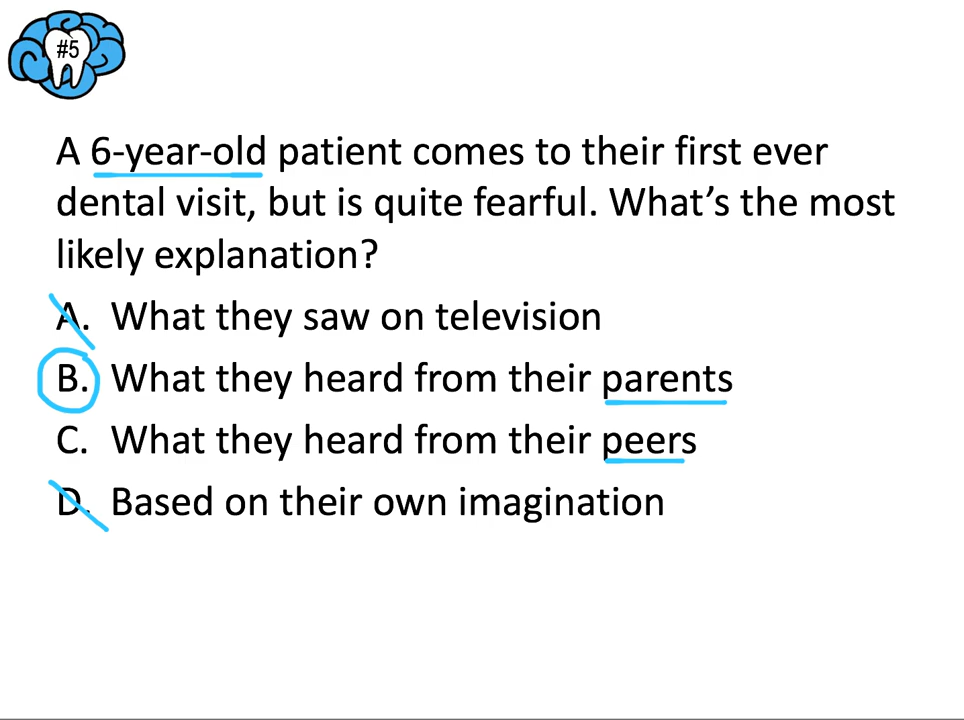 #5
A 6-year-old patient comes to their first ever
dental visit, but is quite fearful. What’s the most
likely explanation?
A. What they saw on television
B. What they heard from their parents
C. What they heard from their peers
D. Based on their own imagination